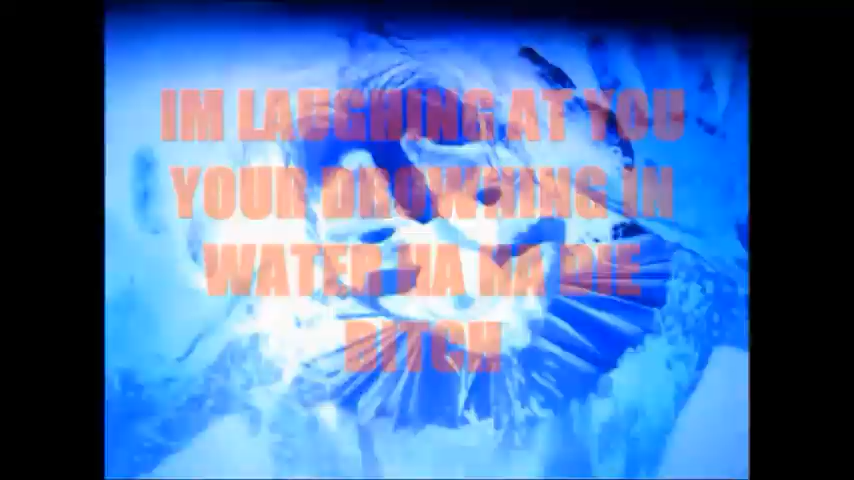 IM LAUGHING AT YOU
YOUR DROWNING IN
WATER HA HA DIE
BITCH